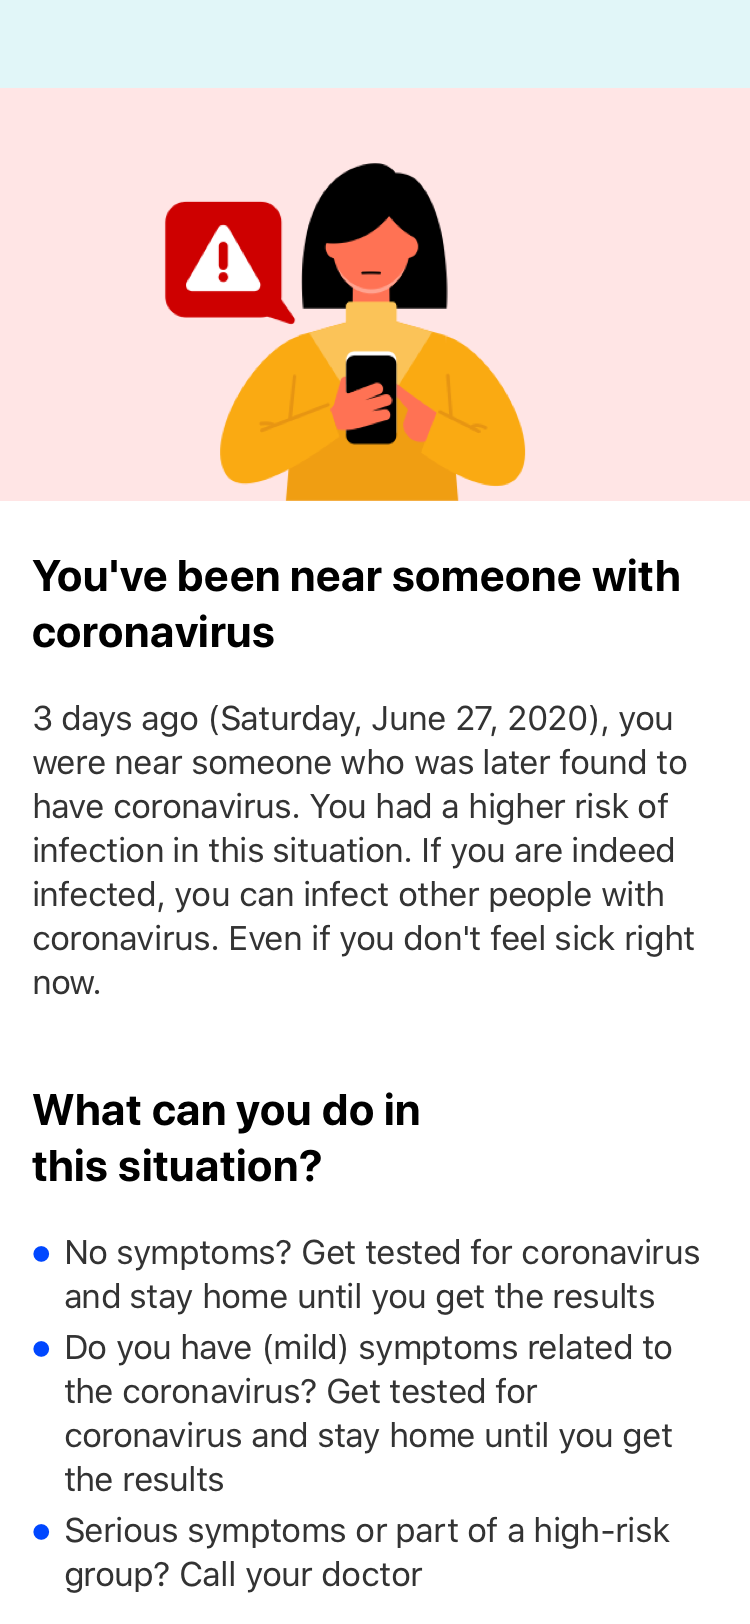 You've been near someone with
coronavirus
3 days ago (Saturday, June 27, 2020), you
were near someone who was later found to
have coronavirus. You had a higher risk of
infection in this situation. If you are indeed
infected, you can infect other people with
coronavirus. Even if you don't feel sick right
now.
What can you do in
this situation?
No symptoms? Get tested for coronavirus
and stay home until you get the results
Do you have (mild) symptoms related to
the coronavirus? Get tested for
coronavirus and stay home until you get
the results
Serious symptoms or part of a high-risk
group? Call your doctor